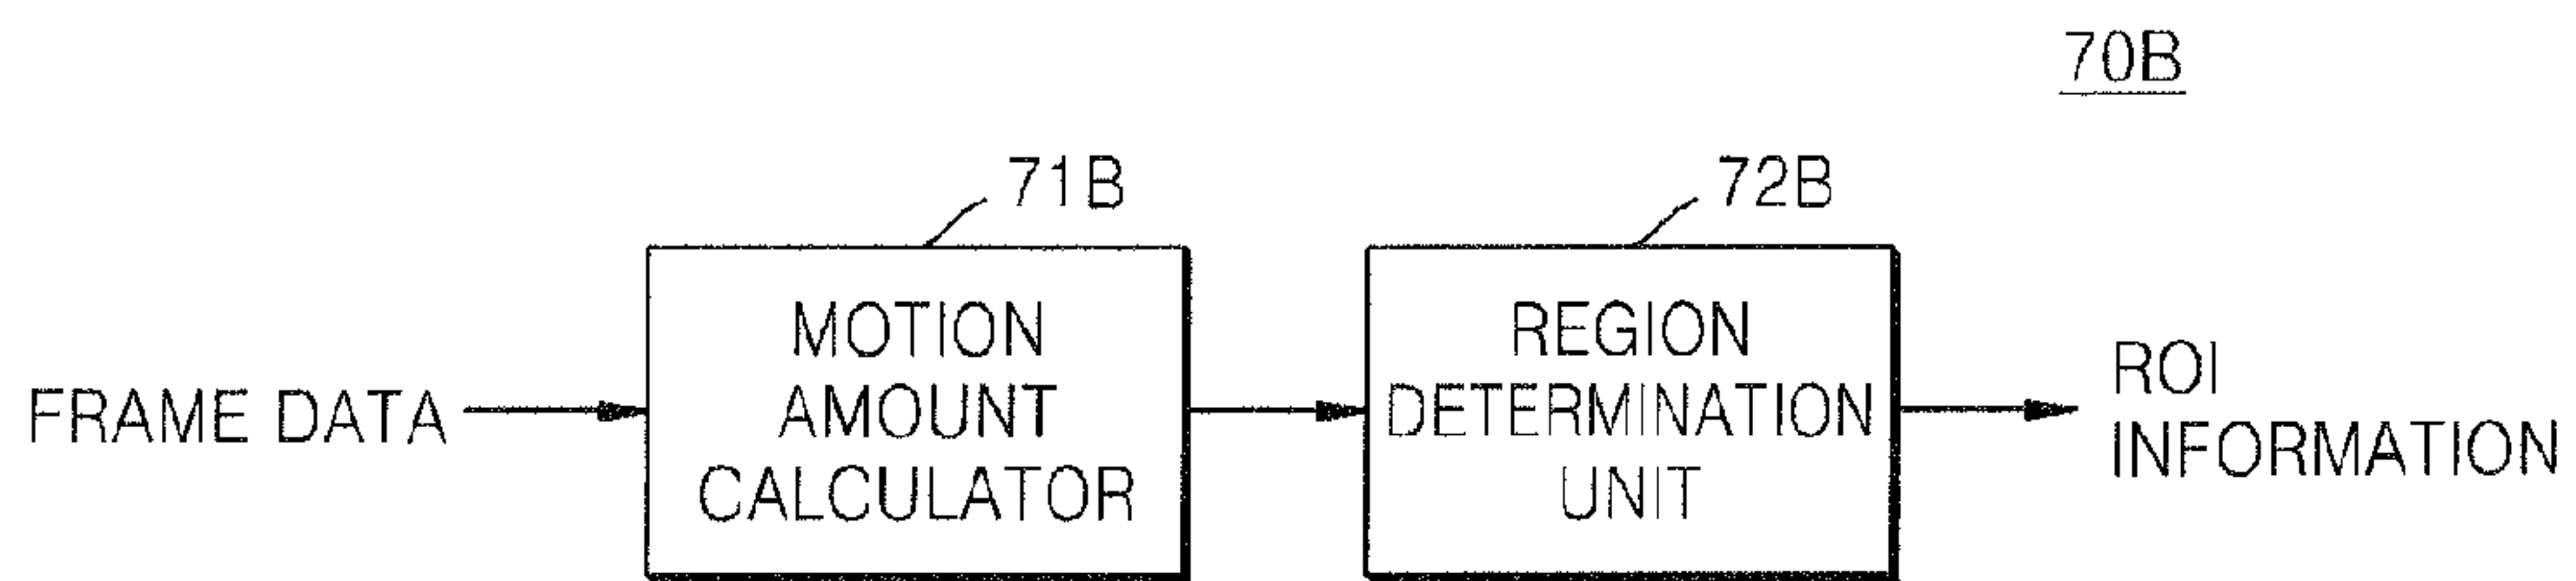 70B
71B
72B
FRAME DATA
MOTION
AMOUNT
CALCULATOR
REGION
DETERMINATION
UNIT
ROI
INFORMATION